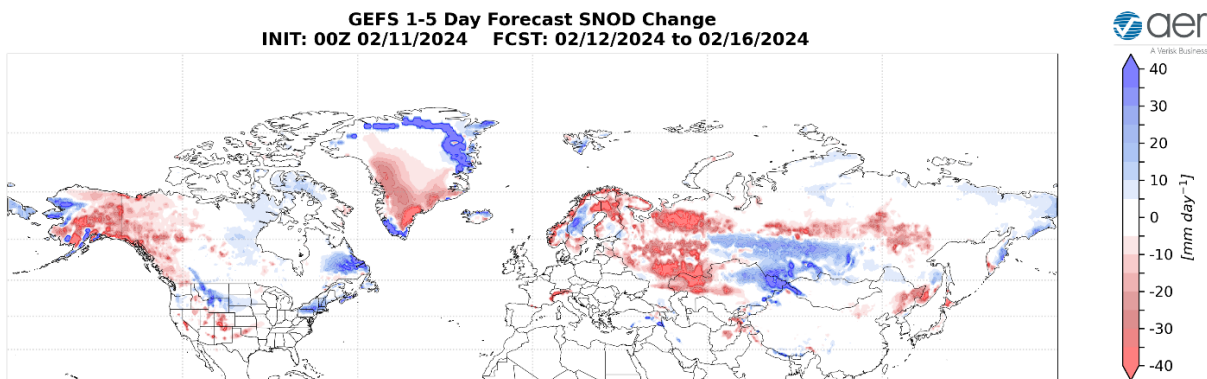 GEFS 1-5 Day Forecast SNOD Change
INIT: 00Z 02/11/2024 FCST: 02/12/2024 to 02/16/2024
aer
A Verisk Business
40
30
20
10
0
-10
-20
-30
-40
[mm day⁻¹]